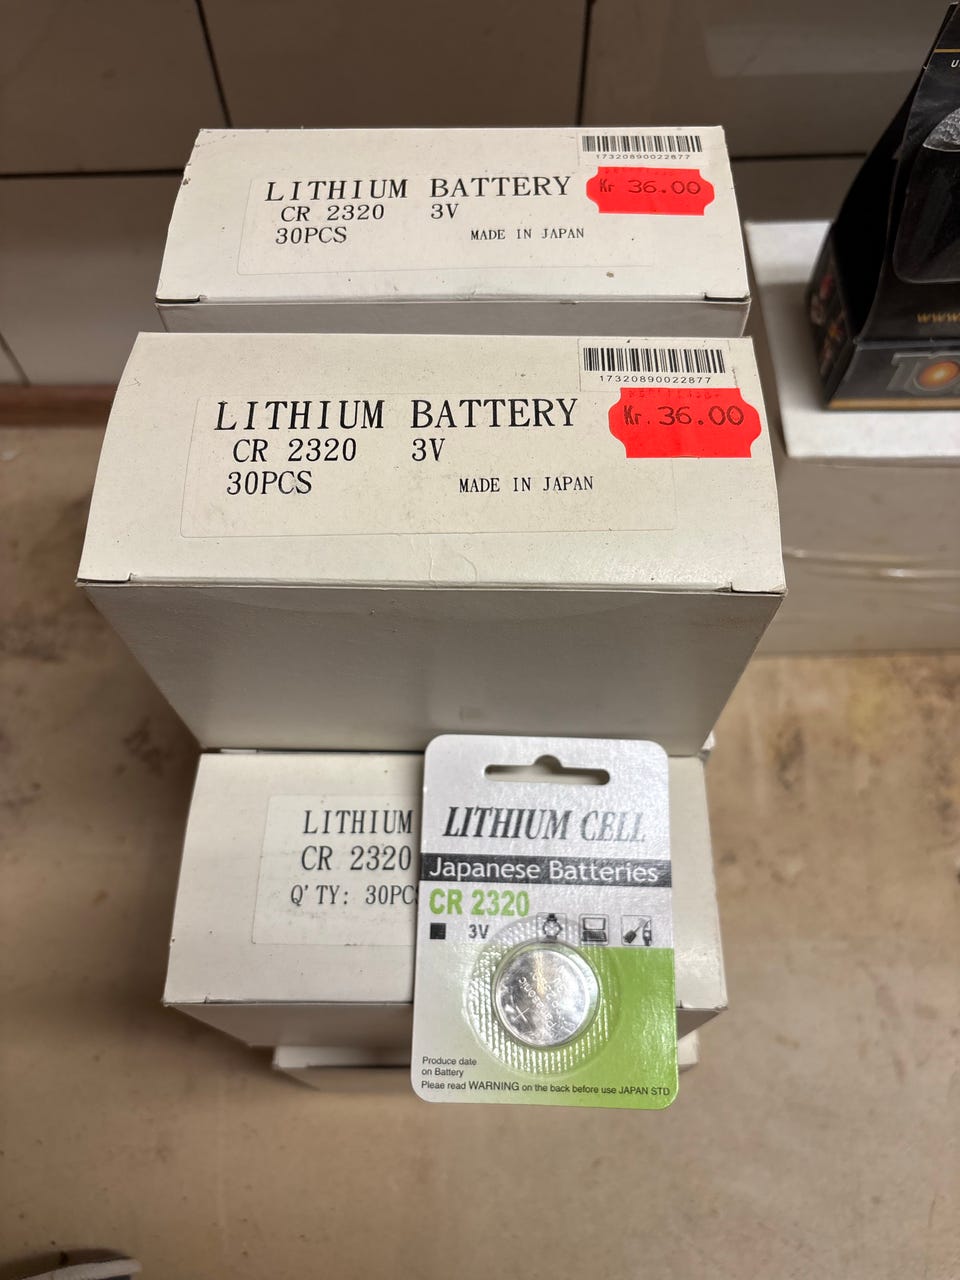 17320890022877
Kr 36.00
LITHIUM BATTERY
CR 2320 3V
30PCS
MADE IN JAPAN
17320890022877
Kr. 36.00
LITHIUM BATTERY
CR 2320 3V
30PCS
MADE IN JAPAN
LITHIUM
CR 2320
Q'TY: 30PC
LITHIUM CELL
Japanese Batteries
CR 2320
3V
Produce date
on Battery
Pleae read WARNING on the back before use JAPAN STD